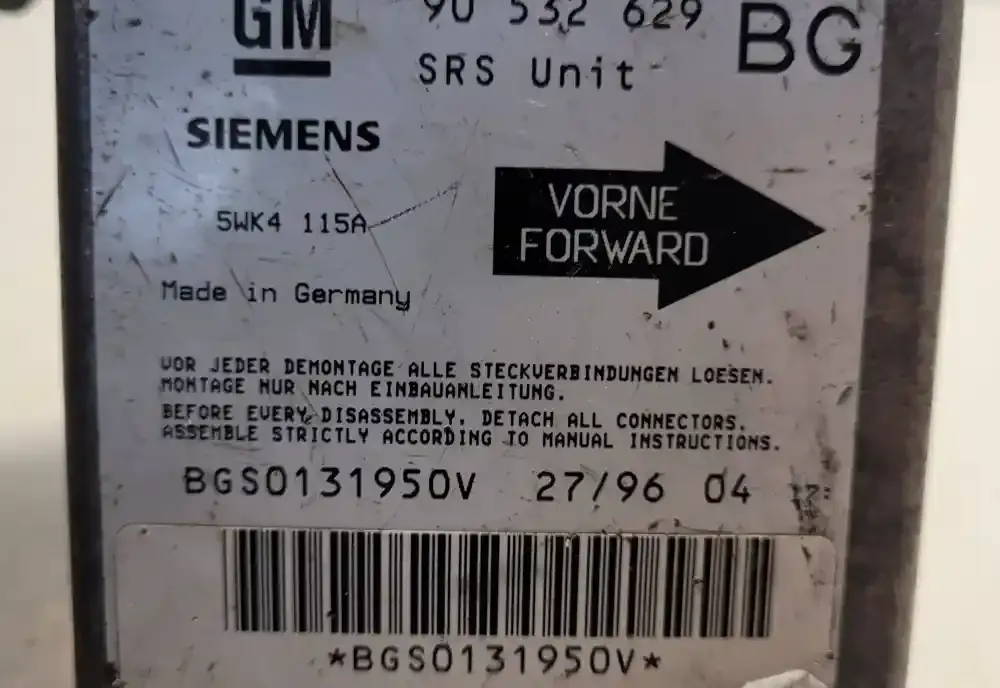 GM 90 532 629 BG
SRS Unit
SIEMENS
5WK4 115A
VORNE
FORWARD
Made in Germany
VOR JEDER DEMONTAGE ALLE STECKVERBINDUNGEN LOESEN.
MONTAGE NUR NACH EINBAUANLEITUNG.
BEFORE EVERY DISASSEMBLY, DETACH ALL CONNECTORS.
ASSEMBLE STRICTLY ACCORDING TO MANUAL INSTRUCTIONS.
BGS0131950V 27/96 04
*BGS0131950V*